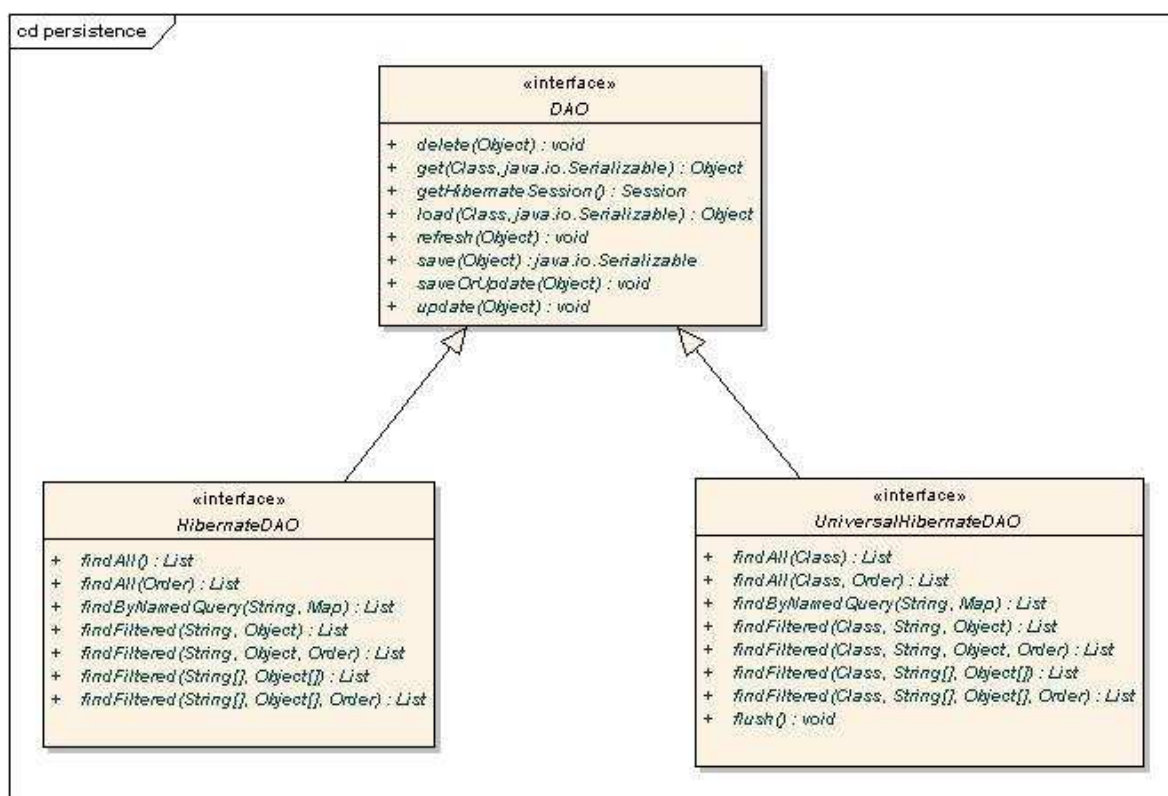 cd persistence
«interface»
DAO
+ delete(Object) : void
+ get(Class, java.io.Serializable) : Object
+ getHibernateSession() : Session
+ load(Class, java.io.Serializable) : Object
+ refresh(Object) : void
+ save(Object) : java.io.Serializable
+ saveOrUpdate(Object) : void
+ update(Object) : void
«interface»
HibernateDAO
+ findAll() : List
+ findAll(Order) : List
+ findByNamedQuery(String, Map) : List
+ findFiltered(String, Object) : List
+ findFiltered(String, Object, Order) : List
+ findFiltered(String[], Object[]) : List
+ findFiltered(String[], Object[], Order) : List
«interface»
UniversalHibernateDAO
+ findAll(Class) : List
+ findAll(Class, Order) : List
+ findByNamedQuery(String, Map) : List
+ findFiltered(Class, String, Object) : List
+ findFiltered(Class, String, Object, Order) : List
+ findFiltered(Class, String[], Object[]) : List
+ findFiltered(Class, String[], Object[], Order) : List
+ flush() : void